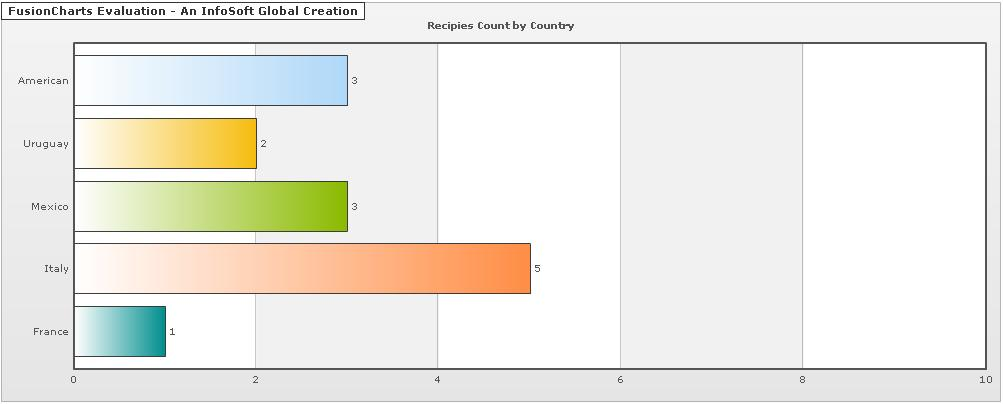 FusionCharts Evaluation - An InfoSoft Global Creation
Recipies Count by Country
American 3
Uruguay 2
Mexico 3
Italy 5
France 1
0 2 4 6 8 10